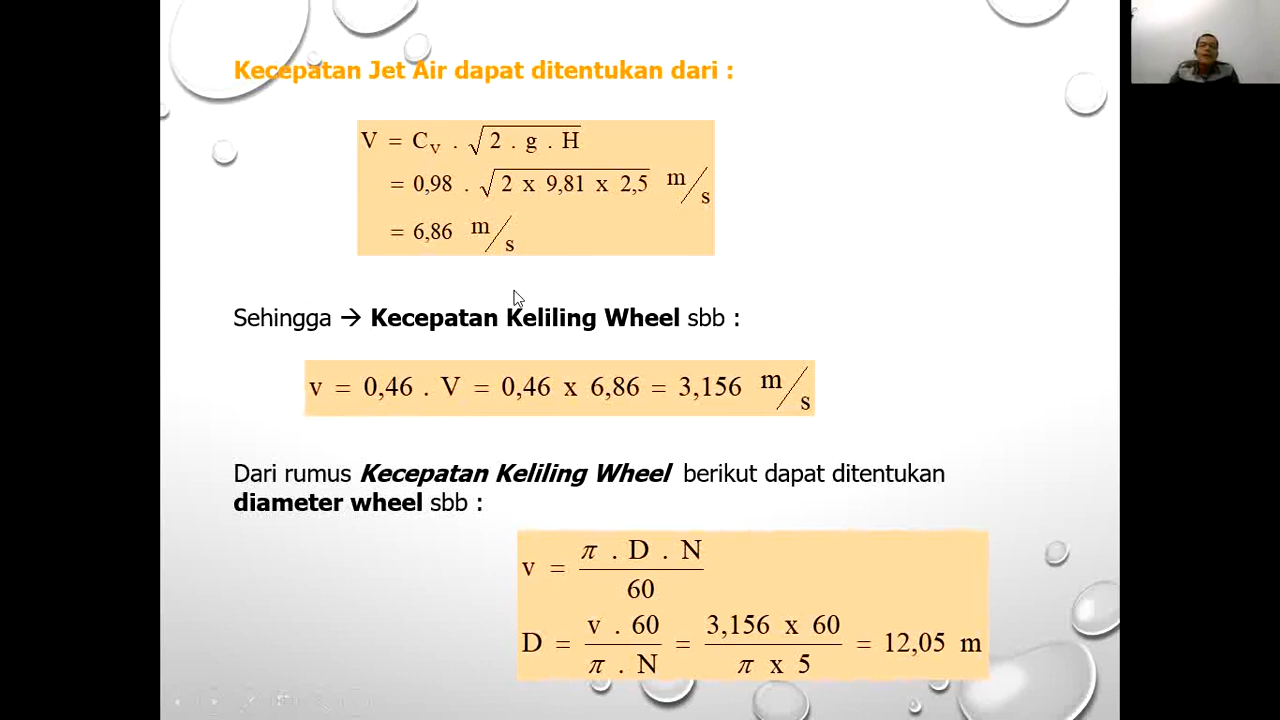 Kecepatan Jet Air dapat ditentukan dari :
V = C_V . √(2 . g . H)
= 0,98 . √(2 x 9,81 x 2,5) m/s
= 6,86 m/s
Sehingga → Kecepatan Keliling Wheel sbb :
v = 0,46 . V = 0,46 x 6,86 = 3,156 m/s
Dari rumus Kecepatan Keliling Wheel berikut dapat ditentukan
diameter wheel sbb :
v = π . D . N / 60
D = v . 60 / π . N = 3,156 x 60 / π x 5 = 12,05 m